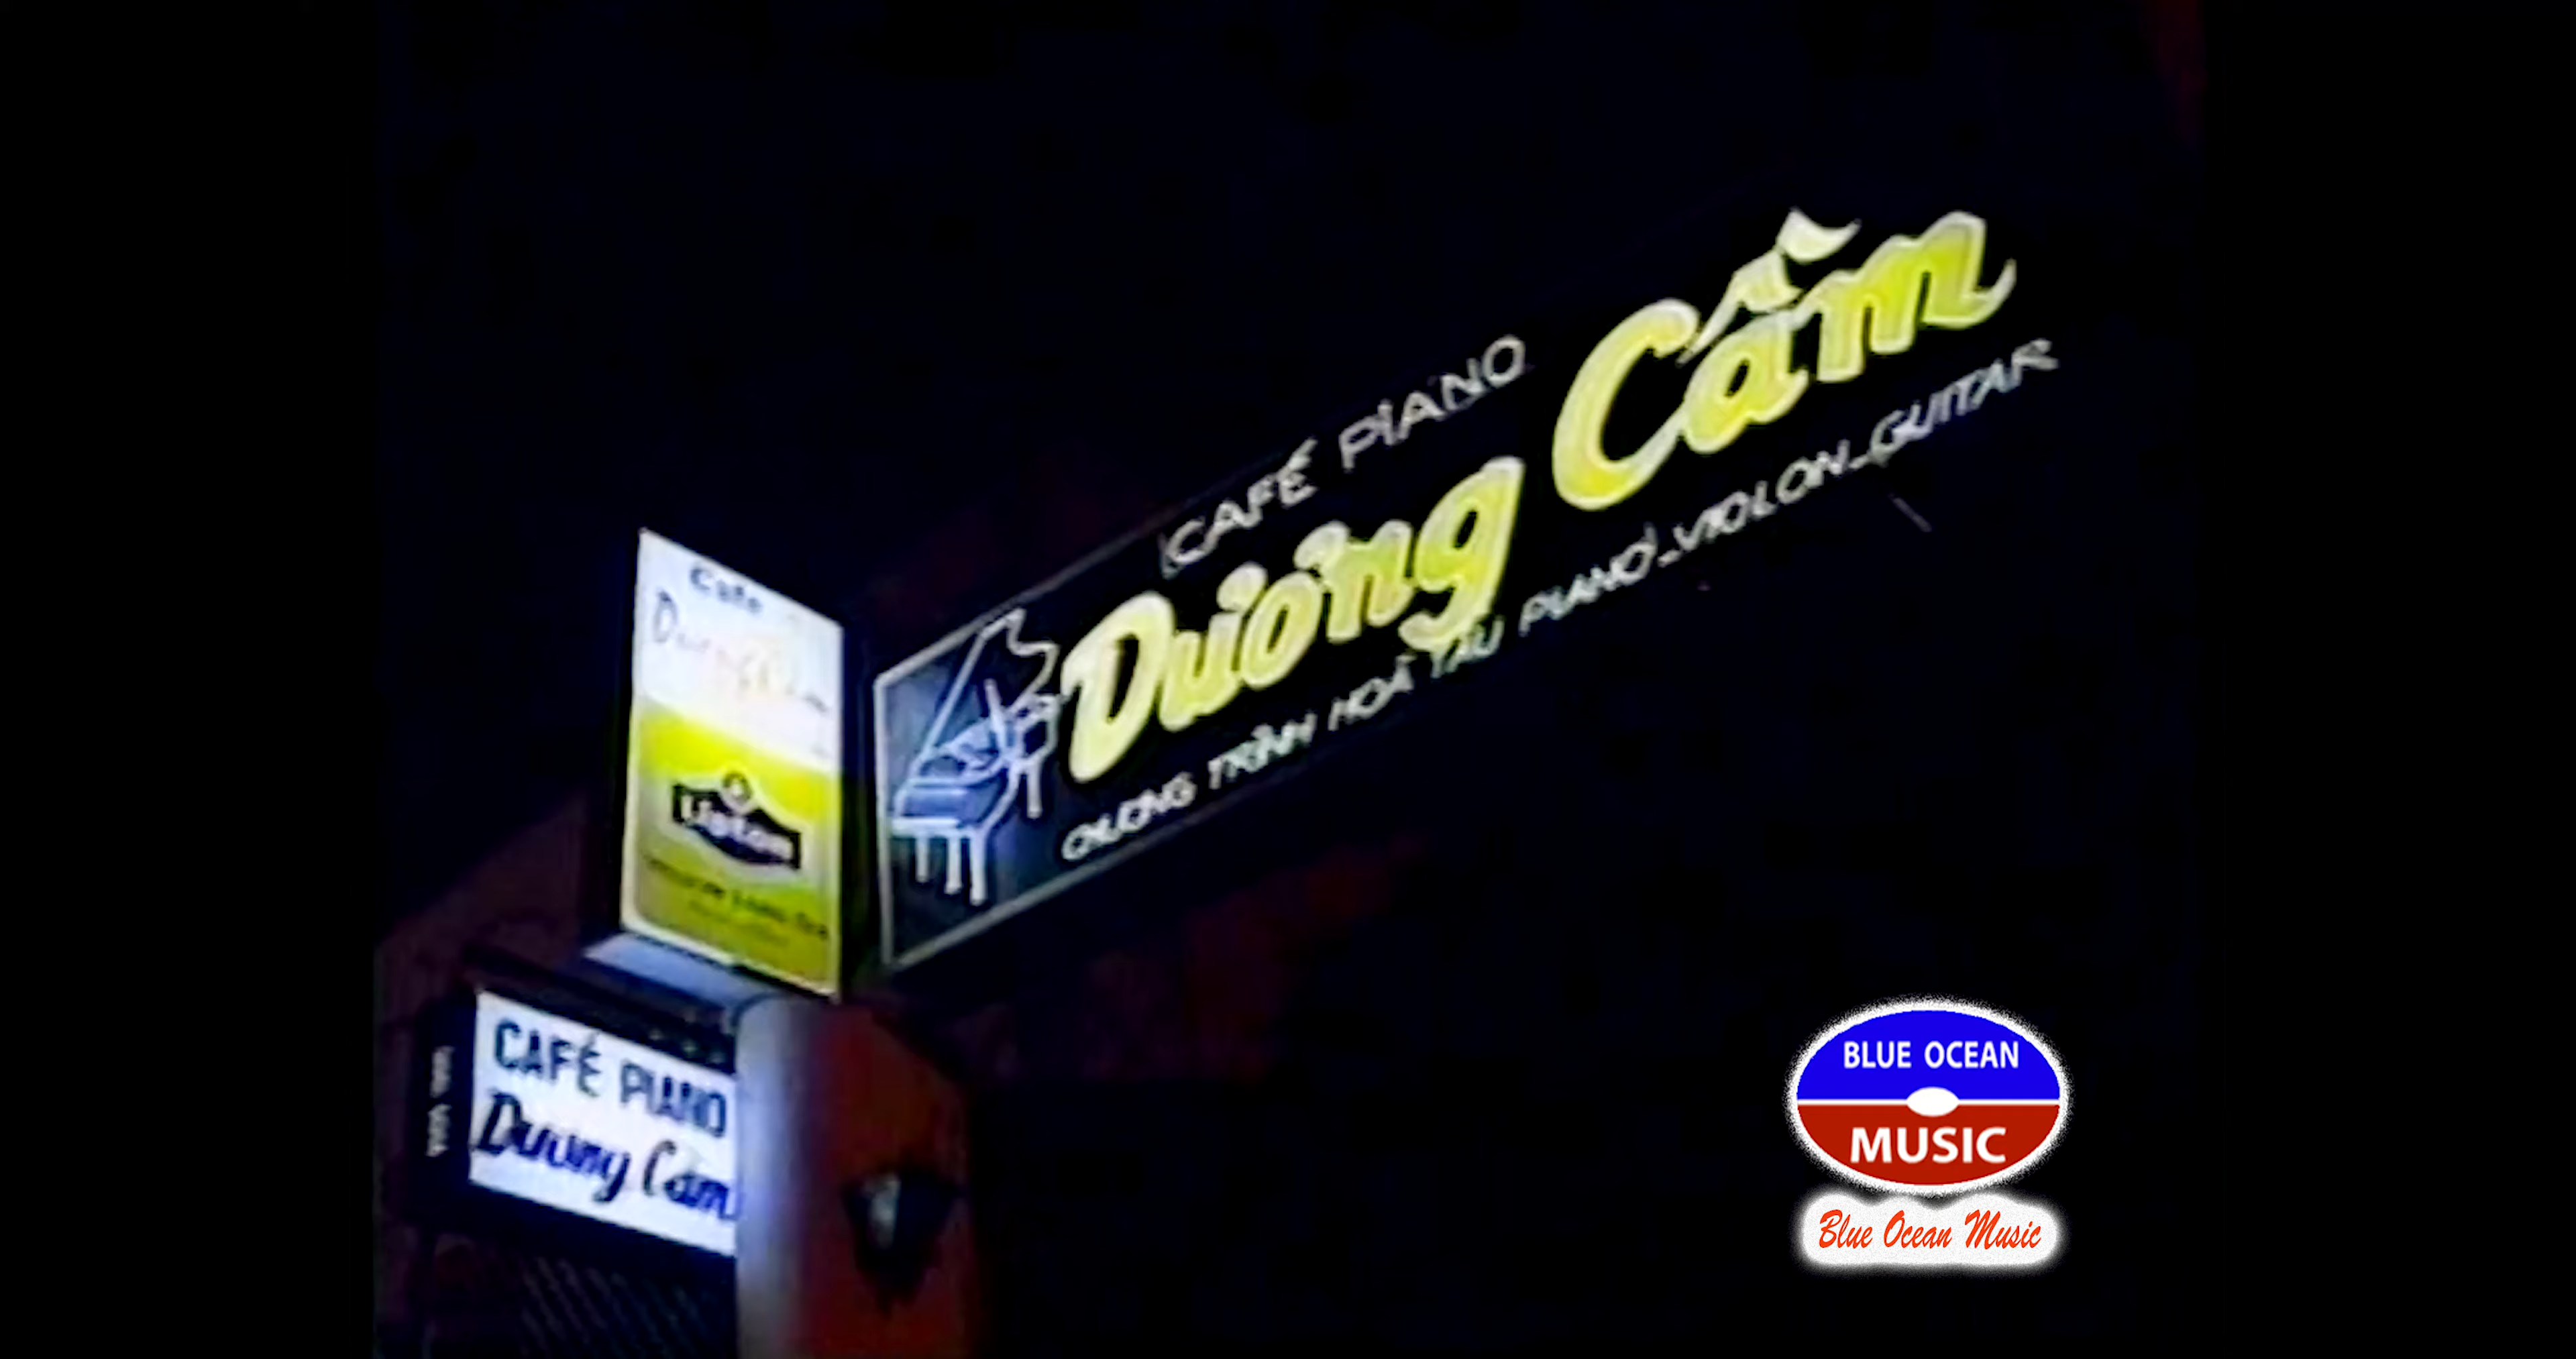 CAFÉ PIANO
Dương Cầm
CHƯƠNG TRÌNH HOÀ TẤU PIANO_VIOLON_GUITAR
Cafe
Lipton
CAFÉ PIANO
Dương Cầm
BLUE OCEAN
MUSIC
Blue Ocean Music